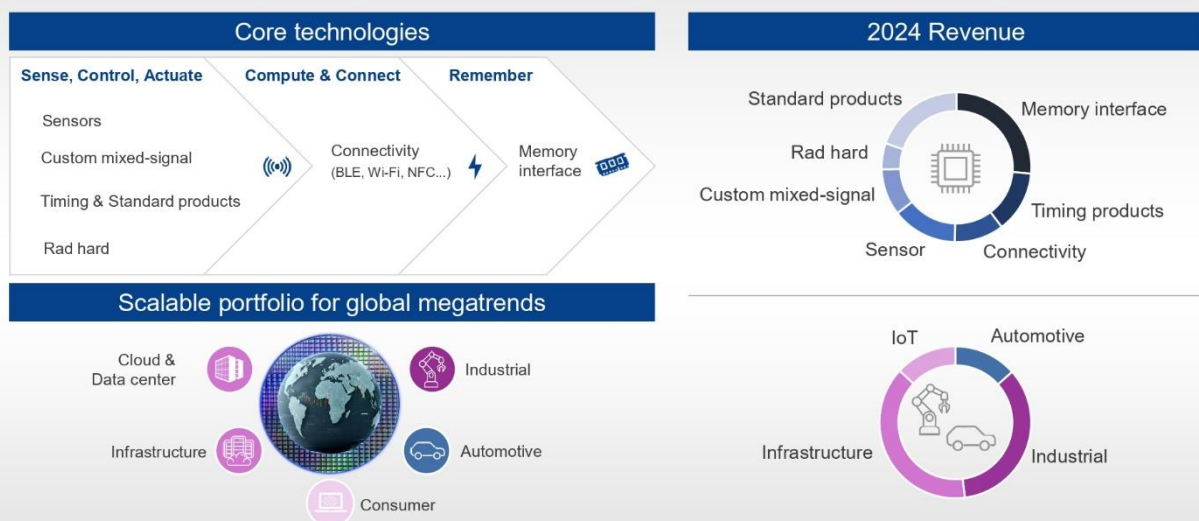 Core technologies
Sense, Control, Actuate
Compute & Connect
Remember
Sensors
Custom mixed-signal
Timing & Standard products
Rad hard
Connectivity
(BLE, Wi-Fi, NFC...)
Memory
interface
Scalable portfolio for global megatrends
Cloud &
Data center
Industrial
Infrastructure
Automotive
Consumer
2024 Revenue
Standard products
Memory interface
Rad hard
Custom mixed-signal
Timing products
Sensor
Connectivity
IoT
Automotive
Infrastructure
Industrial